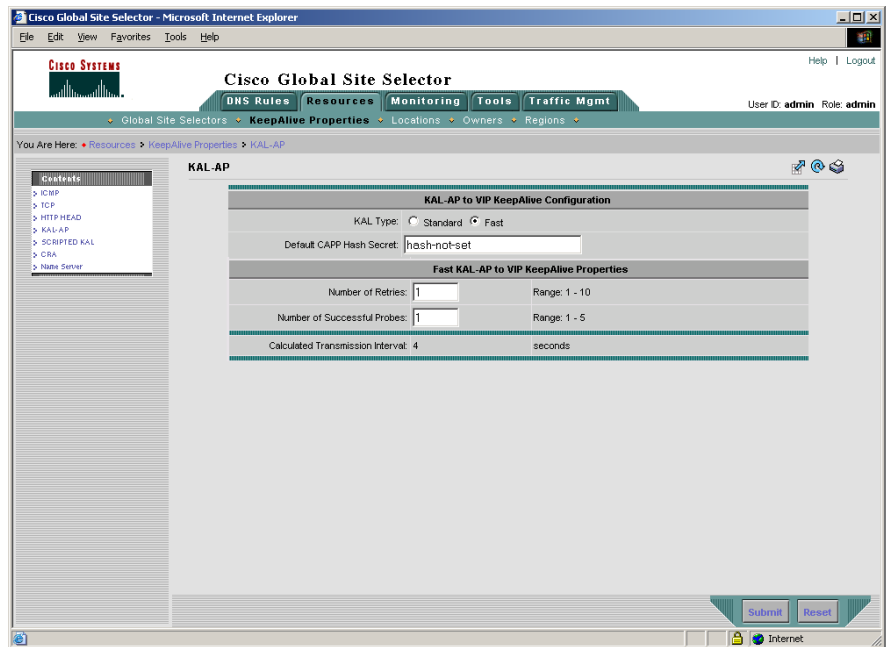 Cisco Global Site Selector - Microsoft Internet Explorer
File Edit View Favorites Tools Help
CISCO SYSTEMS
Help | Logout
Cisco Global Site Selector
DNS Rules Resources Monitoring Tools Traffic Mgmt
User ID: admin Role: admin
Global Site Selectors KeepAlive Properties Locations Owners Regions
You Are Here: Resources KeepAlive Properties KAL-AP
KAL-AP
Contents
ICMP
TCP
HTTP HEAD
KAL-AP
SCRIPTED KAL
CRA
Name Server
KAL-AP to VIP KeepAlive Configuration
KAL Type: Standard Fast
Default CAPP Hash Secret: hash-not-set
Fast KAL-AP to VIP KeepAlive Properties
Number of Retries: 1 Range: 1 - 10
Number of Successful Probes: 1 Range: 1 - 5
Calculated Transmission Interval: 4 seconds
Submit Reset
Internet